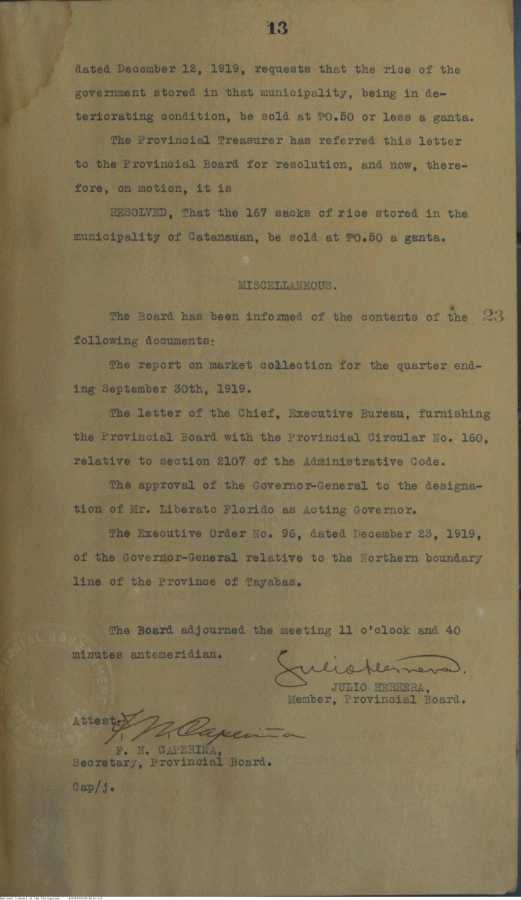 13
dated December 12, 1919, requests that the rice of the
government stored in that municipality, being in de-
teriorating condition, be sold at ₱0.50 or less a ganta.
The Provincial Treasurer has referred this letter
to the Provincial Board for resolution, and now, there-
fore, on motion, it is
RESOLVED, That the 167 sacks of rice stored in the
municipality of Catanauan, be sold at ₱0.50 a ganta.
MISCELLANEOUS.
The Board has been informed of the contents of the 23
following documents:
The report on market collection for the quarter end-
ing September 30th, 1919.
The letter of the Chief, Executive Bureau, furnishing
the Provincial Board with the Provincial Circular No. 160,
relative to section 2107 of the Administrative Code.
The approval of the Governor-General to the designa-
tion of Mr. Liberato Florido as Acting Governor.
The Executive Order No. 96, dated December 23, 1919,
of the Governor-General relative to the Northern boundary
line of the Province of Tayabas.
The Board adjourned the meeting 11 o'clock and 40
minutes antemeridian.
Julio Herrera.
JULIO HERRERA,
Member, Provincial Board.
Attest:
F. N. Caperiña
F. N. CAPERIÑA,
Secretary, Provincial Board.
Cap/j.